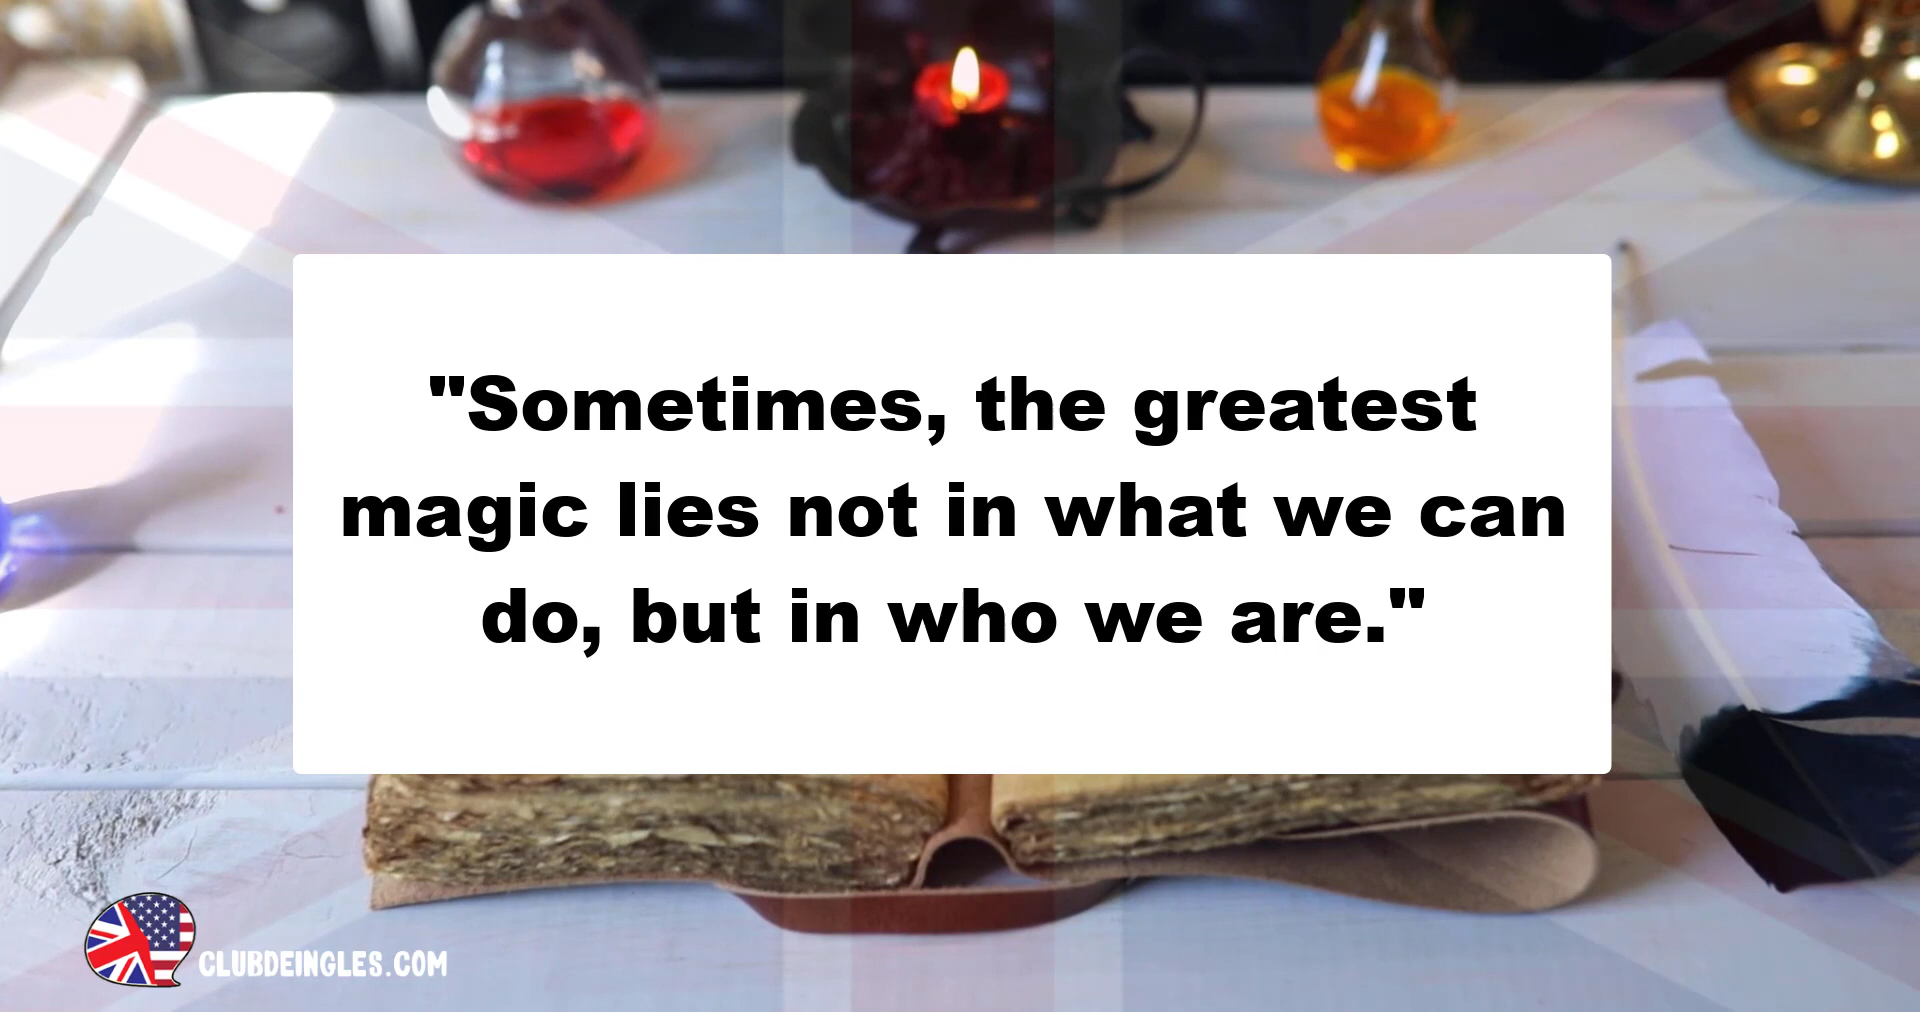 "Sometimes, the greatest
magic lies not in what we can
do, but in who we are."
CLUBDEINGLES.COM